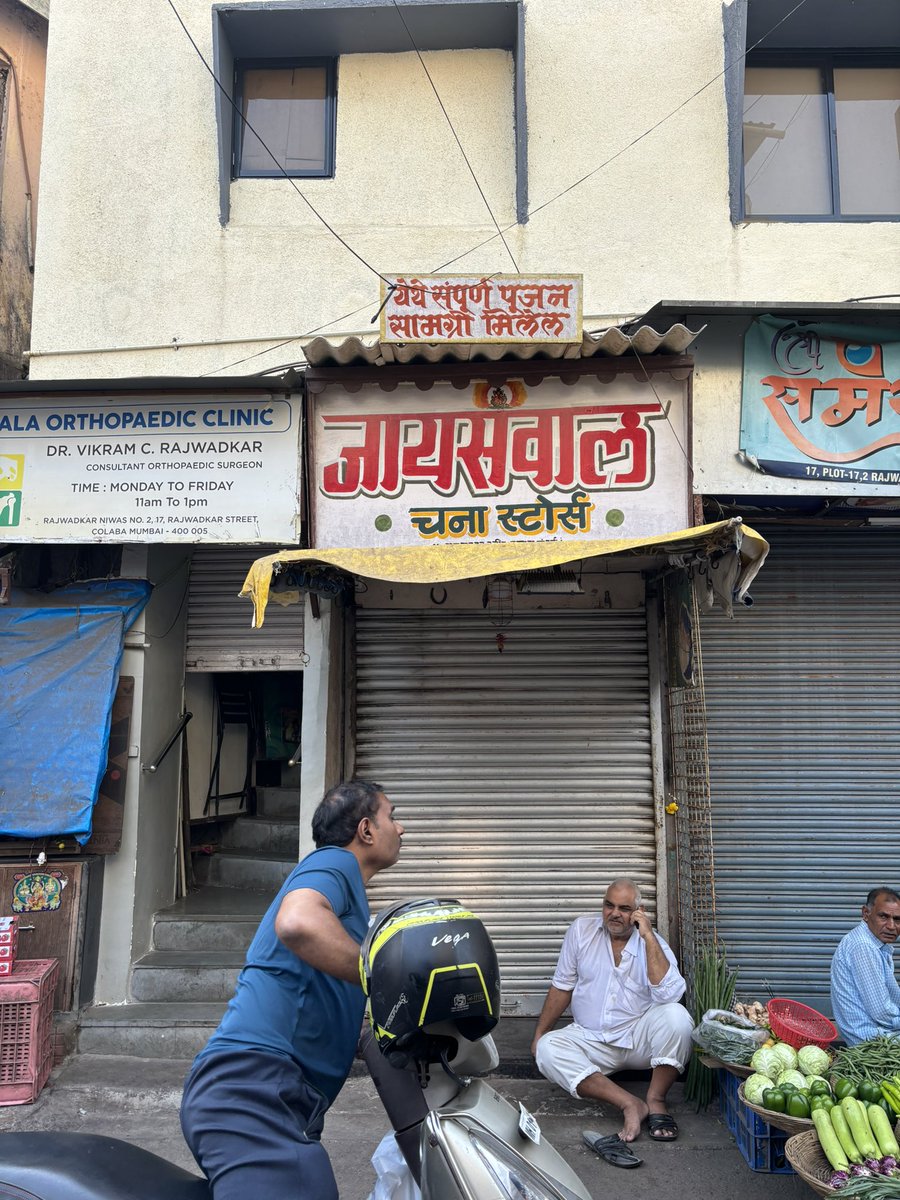 येथे संपूर्ण पूजन
सामग्री मिलेल
जायसवाल
चना स्टोर्स
ALA ORTHOPAEDIC CLINIC
DR. VIKRAM C. RAJWADKAR
CONSULTANT ORTHOPAEDIC SURGEON
TIME : MONDAY TO FRIDAY
11am To 1pm
RAJWADKAR NIWAS NO. 2, 17, RAJWADKAR STREET,
COLABA MUMBAI - 400 005
श्री
समर्थ
17, PLOT-17,2 RAJW
Vega